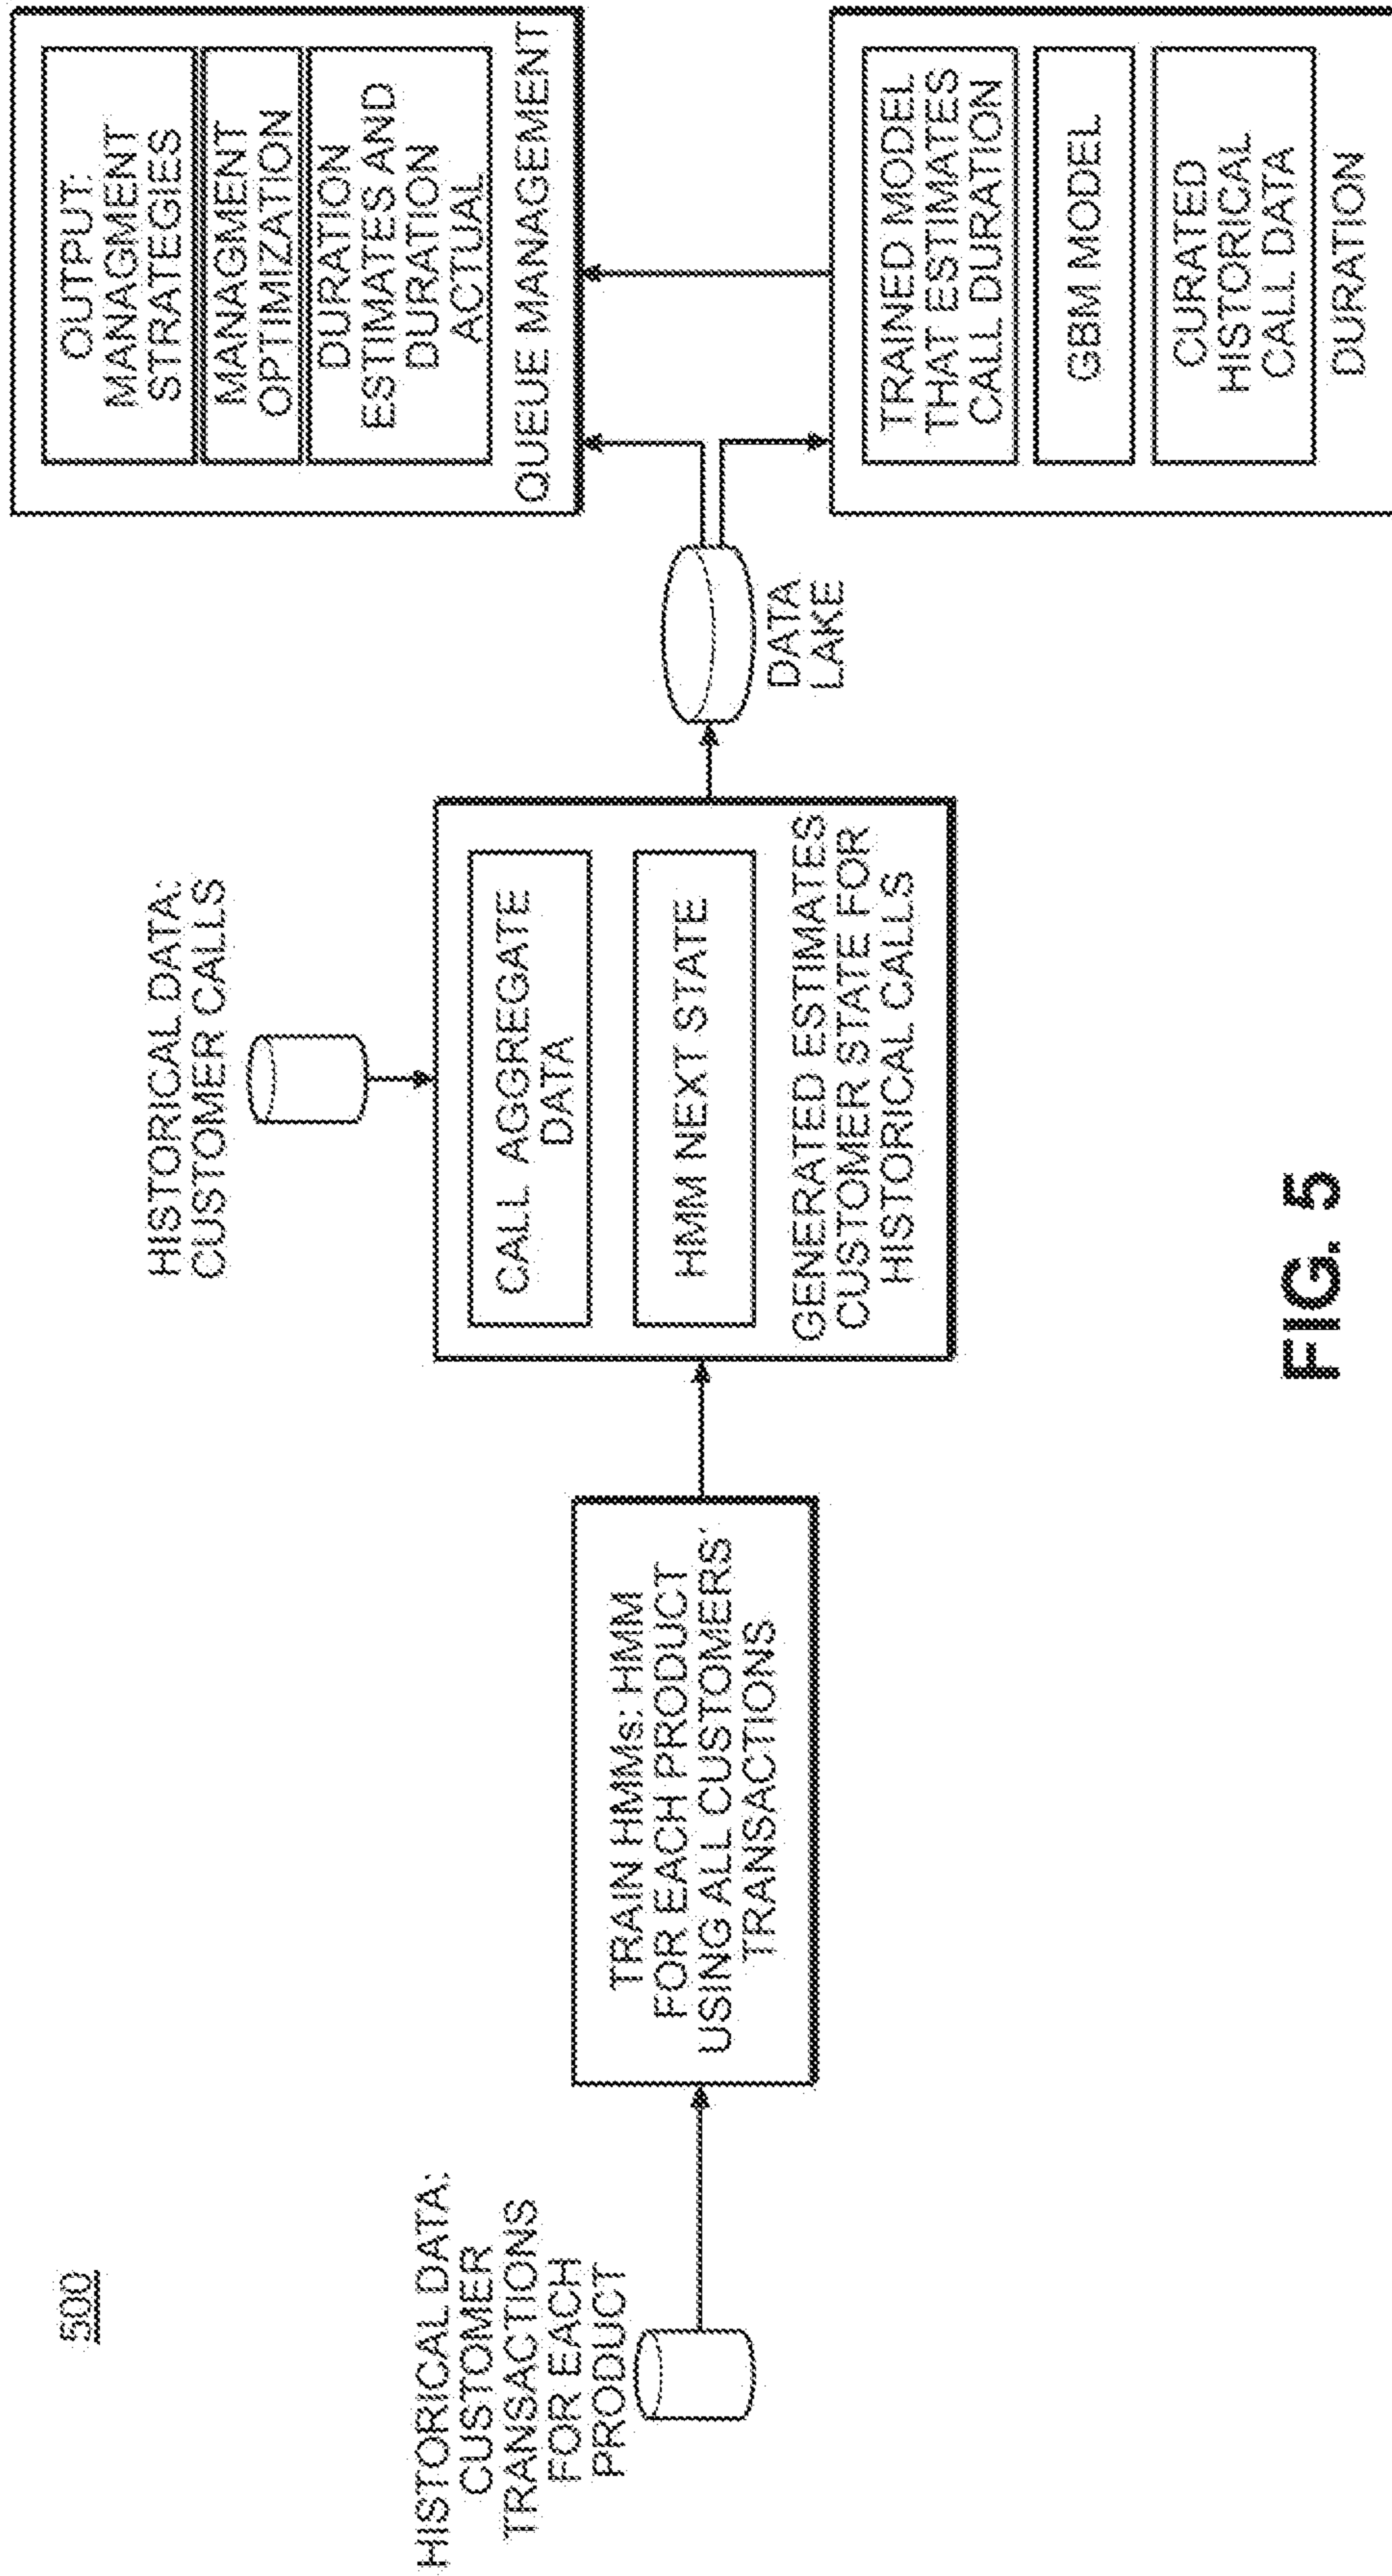 500
HISTORICAL DATA:
CUSTOMER
TRANSACTIONS
FOR EACH
PRODUCT
TRAIN HMMs: HMM
FOR EACH PRODUCT
USING ALL CUSTOMERS'
TRANSACTIONS
HISTORICAL DATA:
CUSTOMER CALLS
CALL AGGREGATE
DATA
HMM NEXT STATE
GENERATED ESTIMATES
CUSTOMER STATE FOR
HISTORICAL CALLS
DATA
LAKE
OUTPUT:
MANAGMENT
STRATEGIES
MANAGMENT
OPTIMIZATION
DURATION
ESTIMATES AND
DURATION
ACTUAL
QUEUE MANAGEMENT
TRAINED MODEL
THAT ESTIMATES
CALL DURATION
GBM MODEL
CURATED
HISTORICAL
CALL DATA
DURATION
FIG. 5